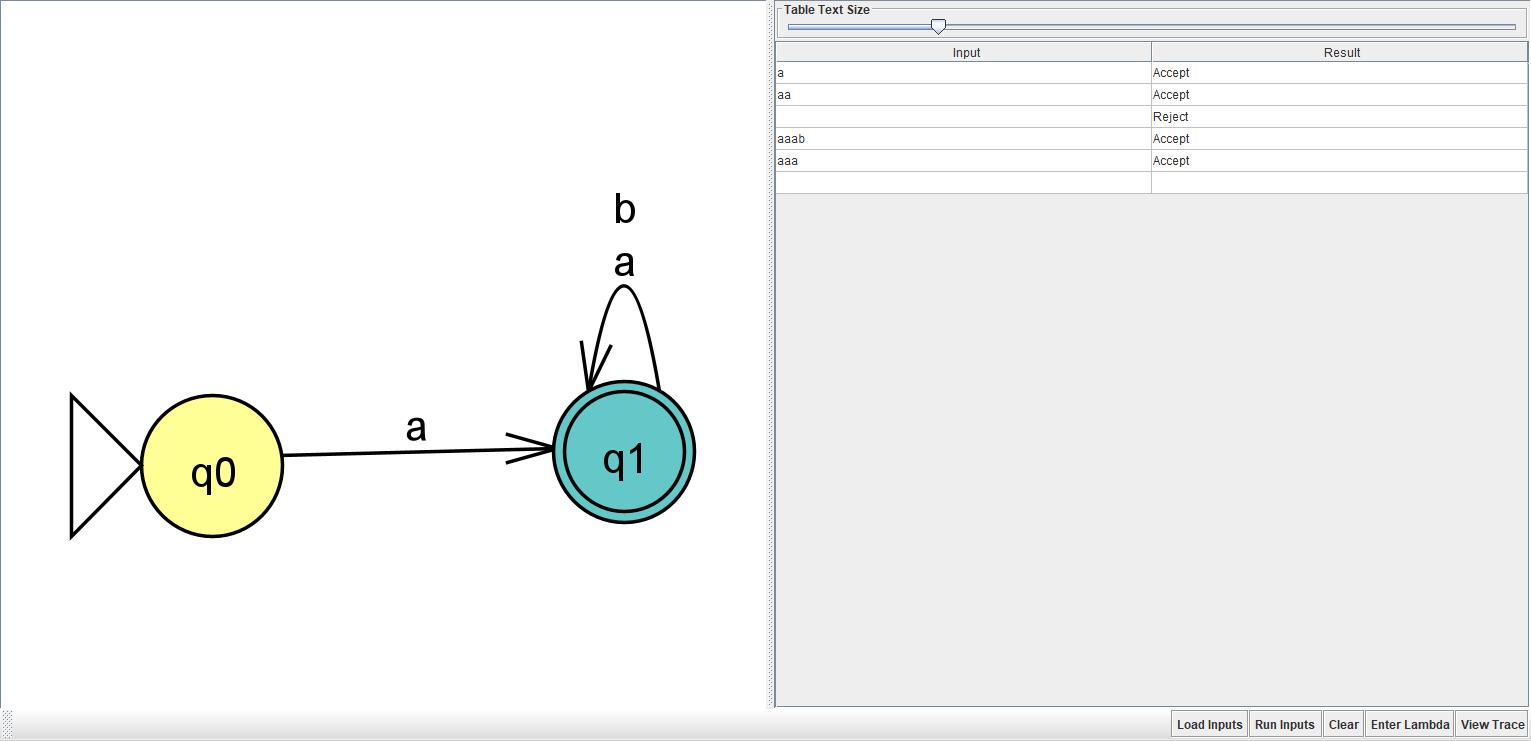 b
a
a
q0
q1
Table Text Size
Input Result
a Accept
aa Accept
Reject
aaab Accept
aaa Accept
Load Inputs Run Inputs Clear Enter Lambda View Trace